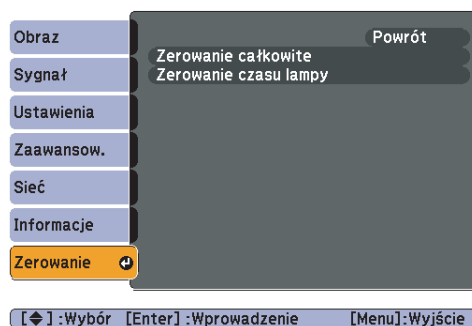 Obraz
Sygnał
Ustawienia
Zaawansow.
Sieć
Informacje
Zerowanie
Powrót
Zerowanie całkowite
Zerowanie czasu lampy
[◆] :Wybór [Enter] :Wprowadzenie [Menu]:Wyjście